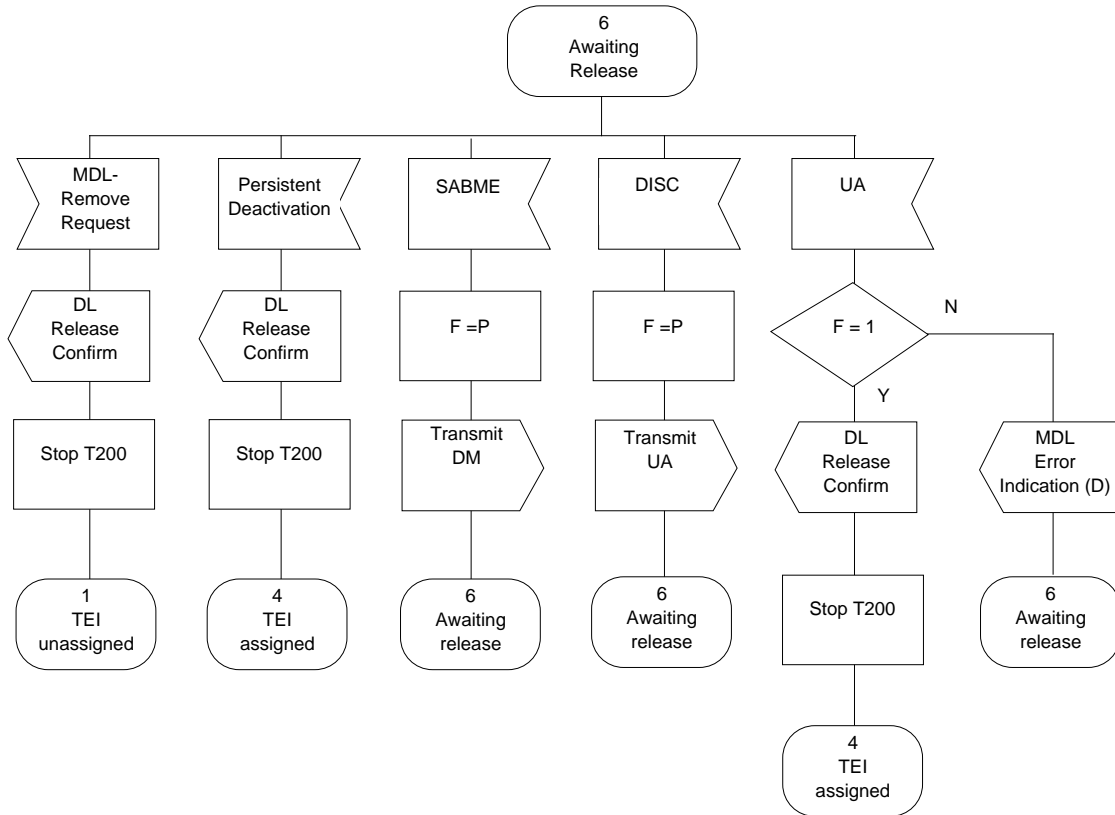 6
Awaiting
Release
MDL-
Remove
Request
Persistent
Deactivation
SABME
DISC
UA
DL
Release
Confirm
DL
Release
Confirm
F =P
F =P
F = 1
N
Y
Stop T200
Stop T200
Transmit
DM
Transmit
UA
DL
Release
Confirm
MDL
Error
Indication (D)
1
TEI
unassigned
4
TEI
assigned
6
Awaiting
release
6
Awaiting
release
Stop T200
6
Awaiting
release
4
TEI
assigned